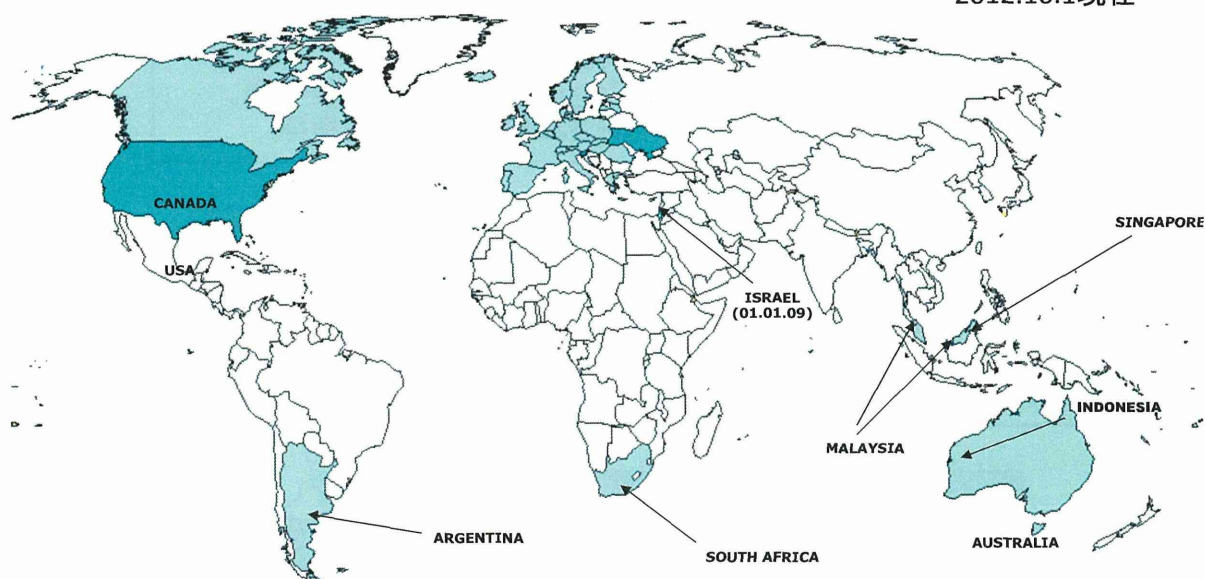 CANADA
SINGAPORE
USA
ISRAEL
(01.01.09)
INDONESIA
MALAYSIA
ARGENTINA
AUSTRALIA
SOUTH AFRICA